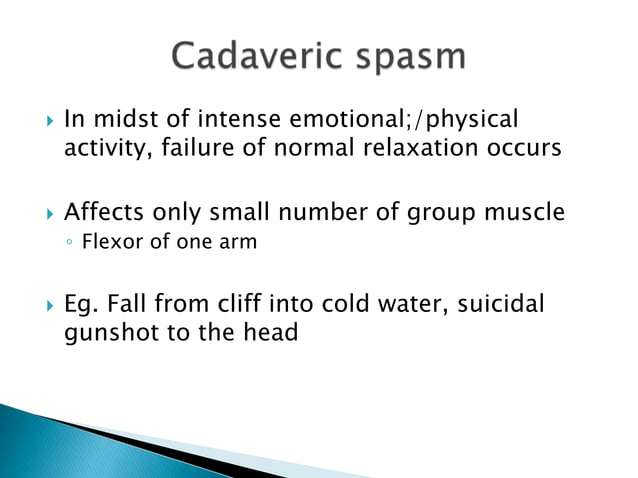 Cadaveric spasm
In midst of intense emotional;/physical
activity, failure of normal relaxation occurs
Affects only small number of group muscle
Flexor of one arm
Eg. Fall from cliff into cold water, suicidal
gunshot to the head